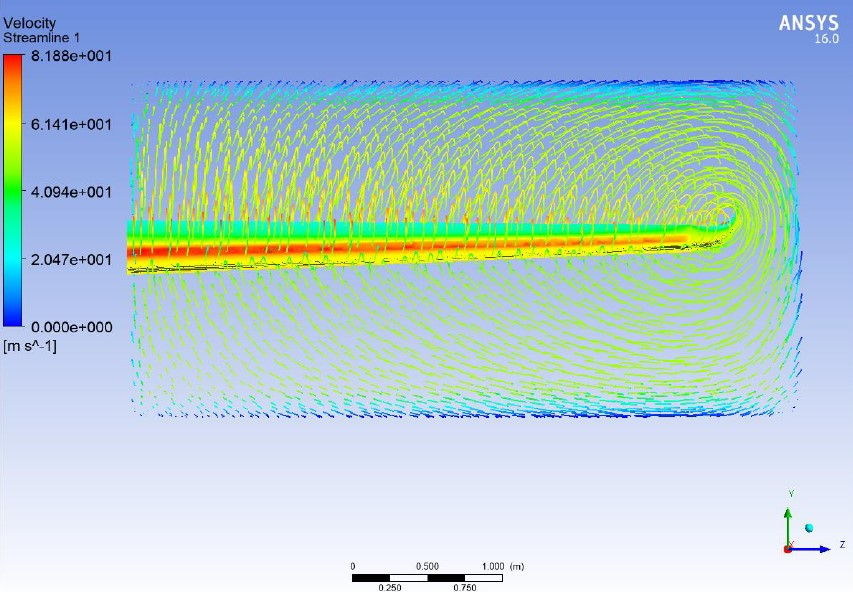 Velocity
Streamline 1
8.188e+001
6.141e+001
4.094e+001
2.047e+001
0.000e+000
[m s^-1]
ANSYS
16.0
Y
X
Z
0 0.500 1.000 (m)
0.250 0.750